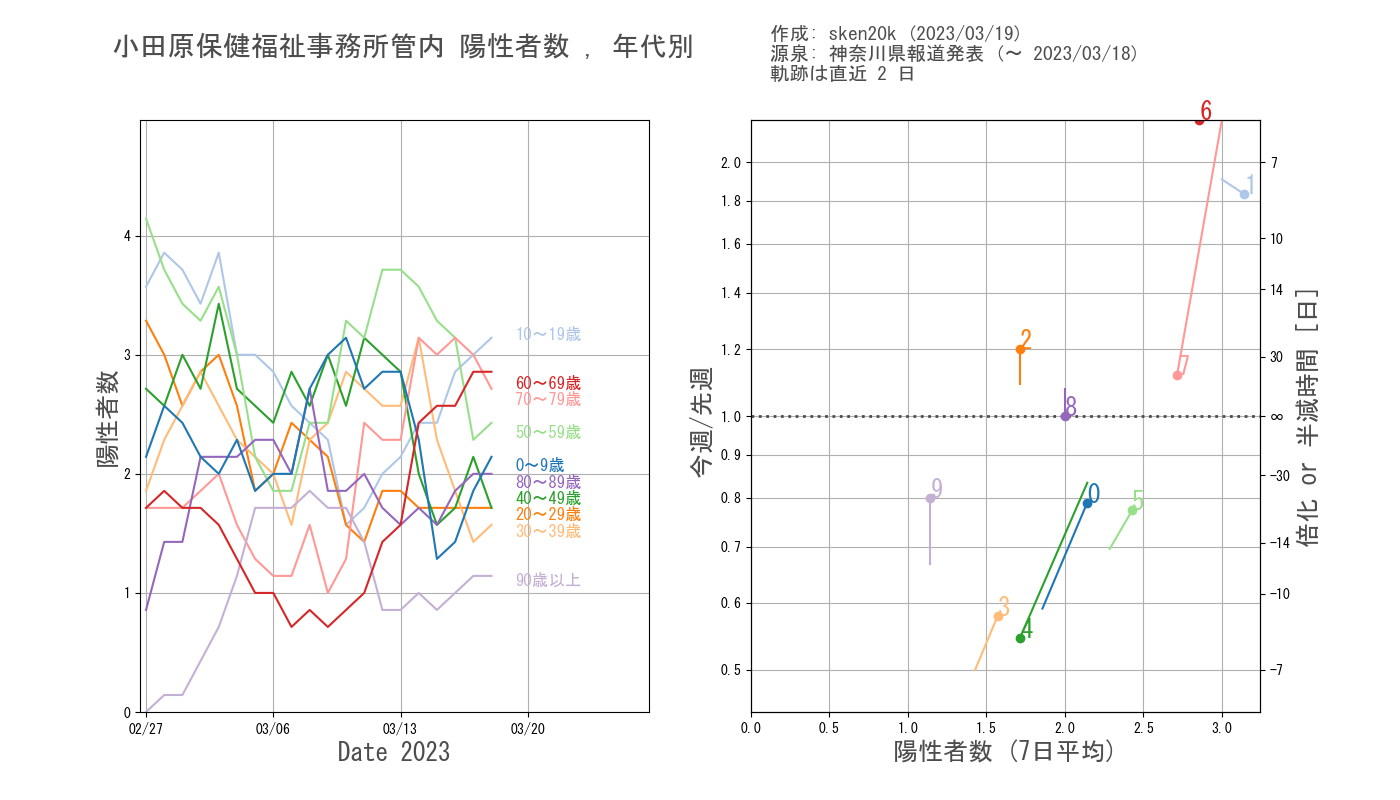 小田原保健福祉事務所管内 陽性者数 , 年代別
作成: sken20k (2023/03/19)
源泉: 神奈川県報道発表 (～ 2023/03/18)
軌跡は直近 2 日
陽性者数
4
3
2
1
0
02/27
03/06
03/13
03/20
Date 2023
10～19歳
60～69歳
70～79歳
50～59歳
0～9歳
80～89歳
40～49歳
20～29歳
30～39歳
90歳以上
今週/先週
2.0
1.8
1.6
1.4
1.2
1.0
0.9
0.8
0.7
0.6
0.5
0.0
0.5
1.0
1.5
2.0
2.5
3.0
陽性者数 (7日平均)
6
1
2
7
8
9
0
5
3
4
7
10
14
30
∞
-30
-14
-10
-7
倍化 or 半減時間 [日]